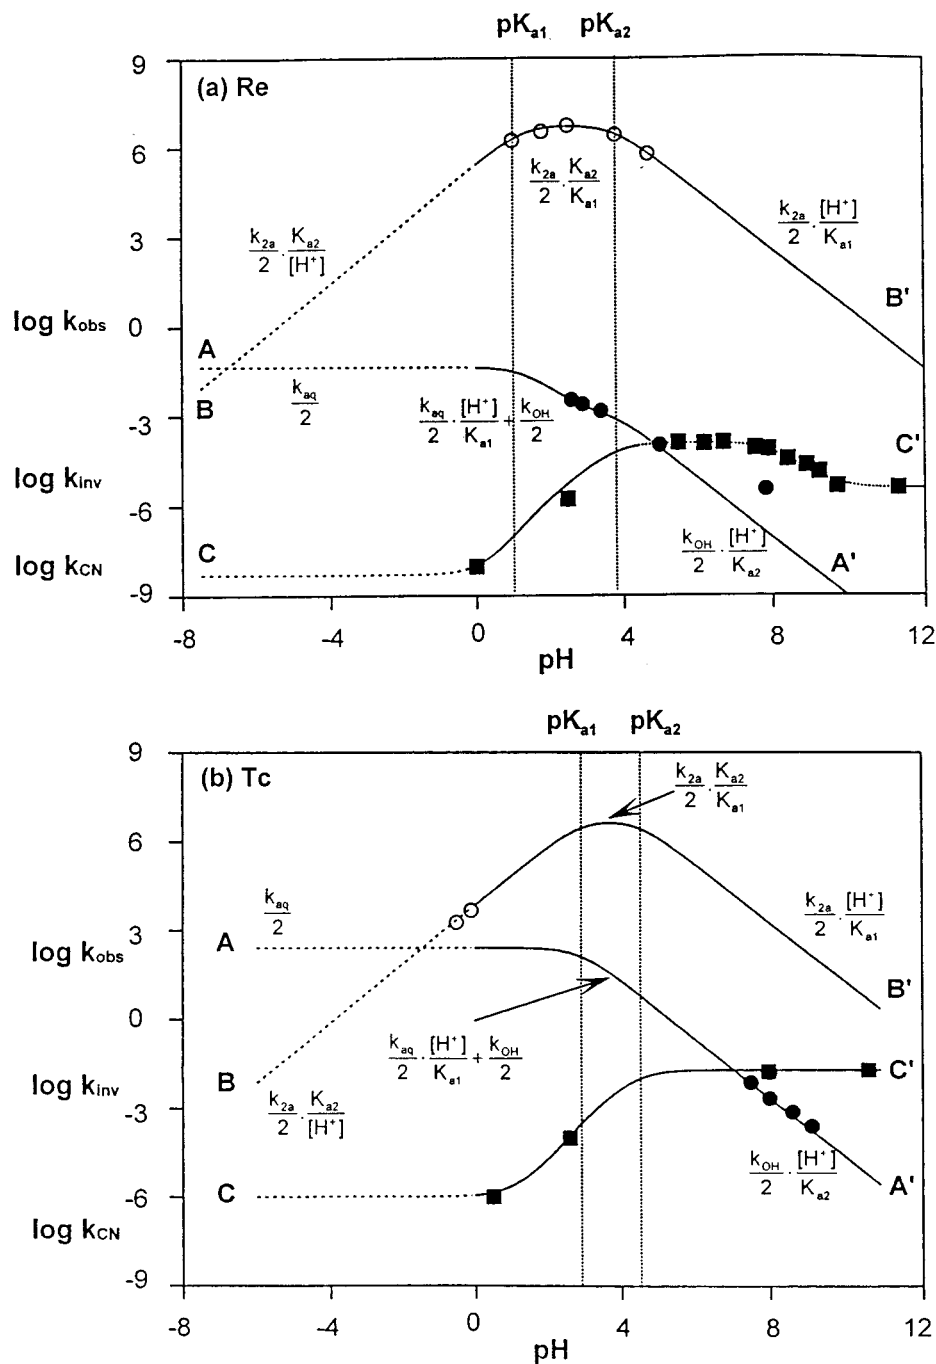 pKa1 pKa2
9
(a) Re
6
k2a/2 · Ka2/Ka1
k2a/2 · Ka2/[H+]
k2a/2 · [H+]/Ka1
3
B'
log kobs
0
A
B
kaq/2
kaq/2 · [H+]/Ka1 + kOH/2
-3
C'
log kinv
-6
C
kOH/2 · [H+]/Ka2
A'
log kCN
-9
-8 -4 0 4 8 12
pH
pKa1 pKa2
9
(b) Tc
k2a/2 · Ka2/Ka1
6
kaq/2
k2a/2 · [H+]/Ka1
3
A
log kobs
B'
0
kaq/2 · [H+]/Ka1 + kOH/2
B
log kinv
C'
k2a/2 · Ka2/[H+]
-3
kOH/2 · [H+]/Ka2
A'
C
-6
log kCN
-9
-8 -4 0 4 8 12
pH